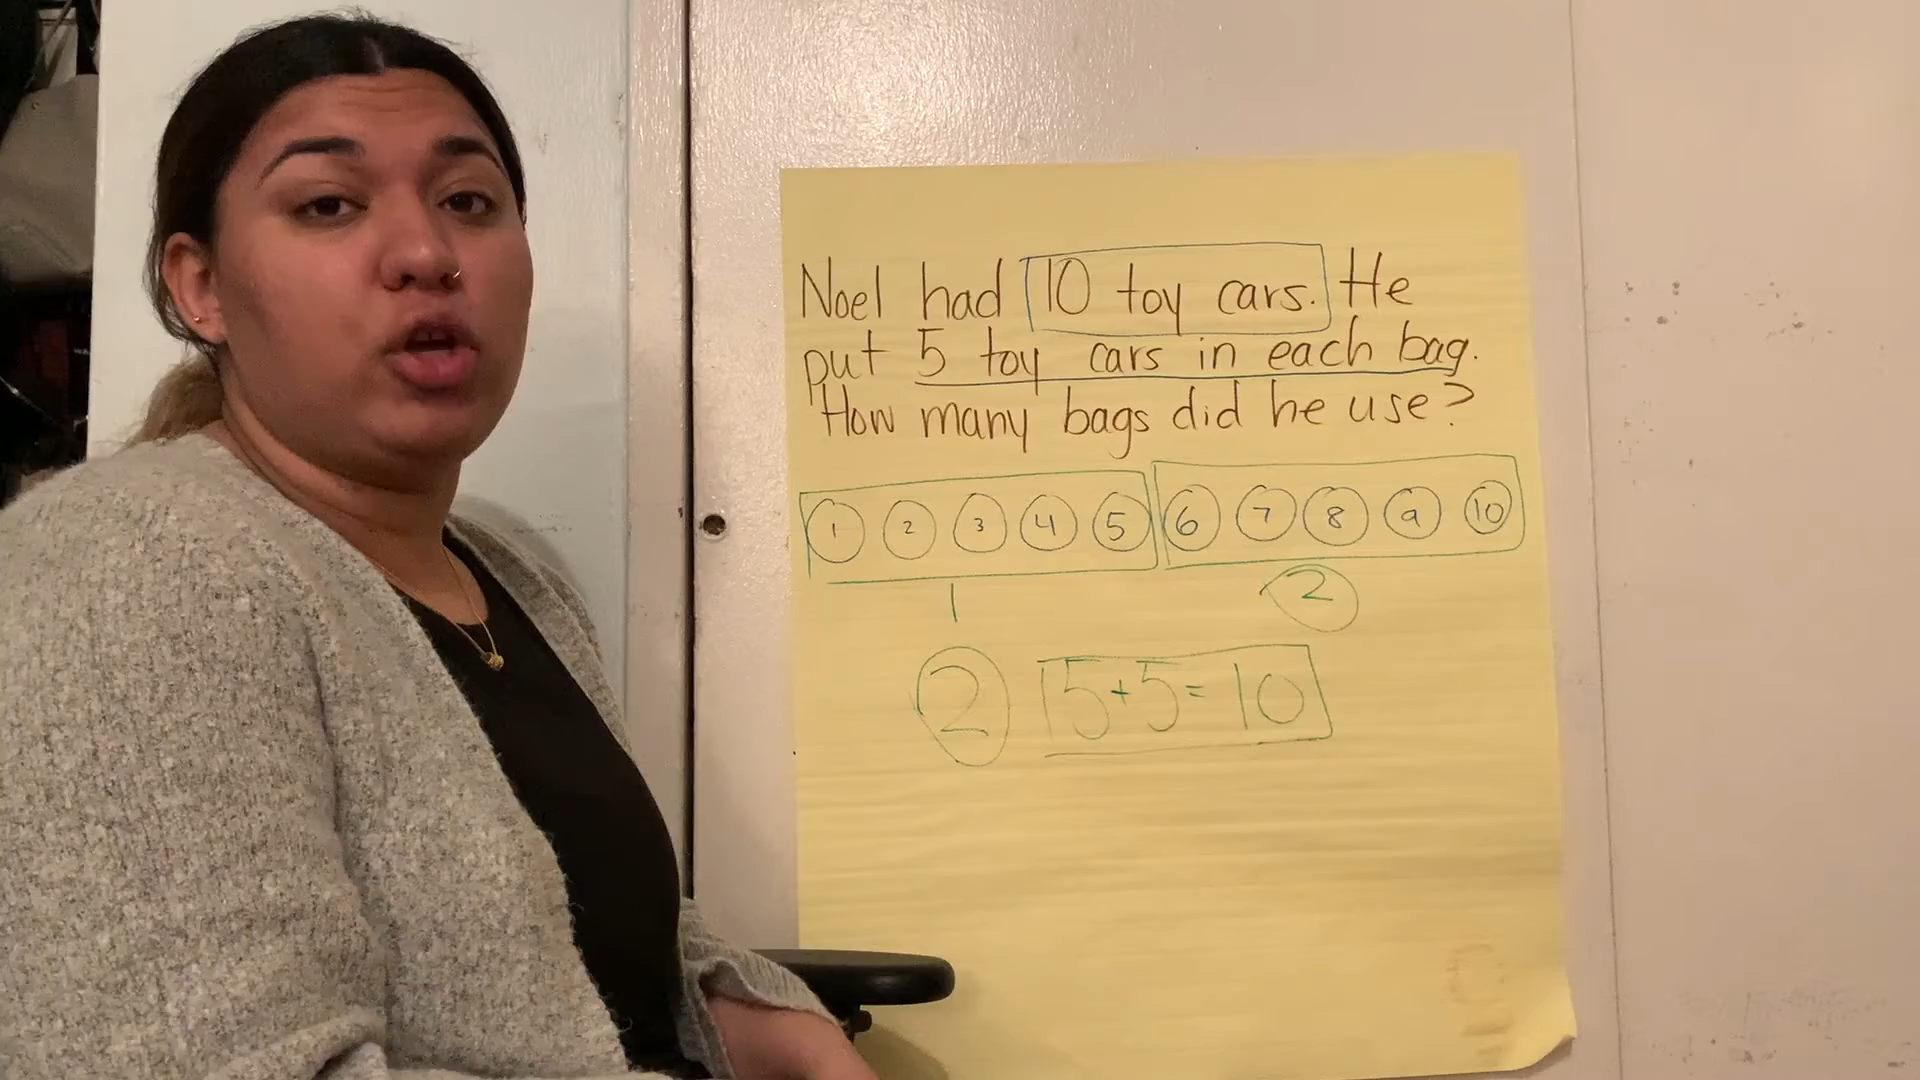 Noel had 10 toy cars. He
put 5 toy cars in each bag.
How many bags did he use?
1 2 3 4 5 6 7 8 9 10
1 2
2 5+5=10